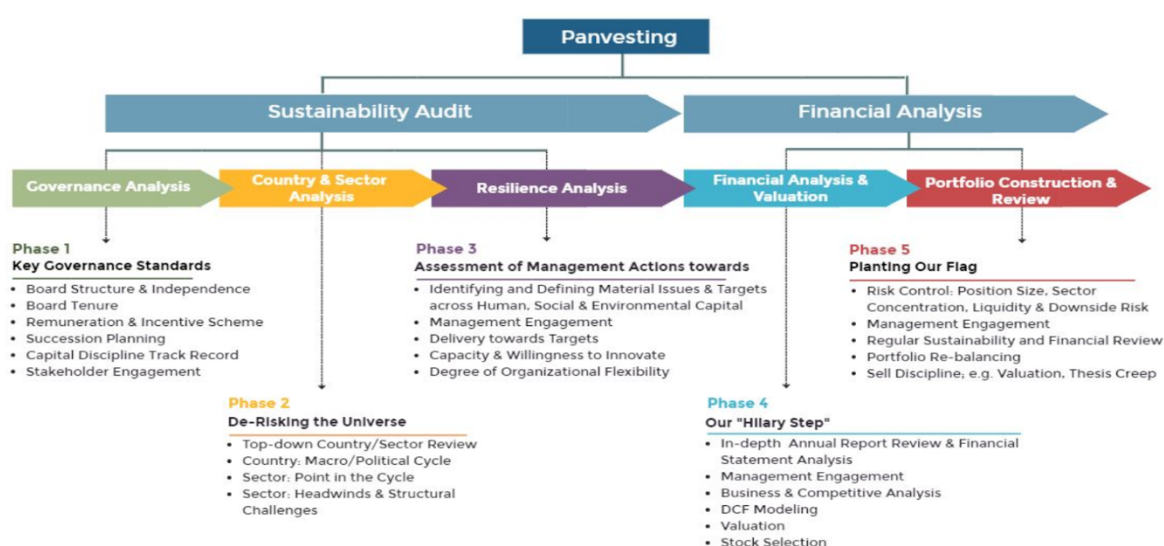 Panvesting
Sustainability Audit
Financial Analysis
Governance Analysis
Country & Sector
Analysis
Resilience Analysis
Financial Analysis &
Valuation
Portfolio Construction &
Review
Phase 1
Key Governance Standards
• Board Structure & Independence
• Board Tenure
• Remuneration & Incentive Scheme
• Succession Planning
• Capital Discipline Track Record
• Stakeholder Engagement
Phase 2
De-Risking the Universe
• Top-down Country/Sector Review
• Country: Macro/Political Cycle
• Sector: Point in the Cycle
• Sector: Headwinds & Structural
Challenges
Phase 3
Assessment of Management Actions towards
• Identifying and Defining Material Issues & Targets
across Human, Social & Environmental Capital
• Management Engagement
• Delivery towards Targets
• Capacity & Willingness to Innovate
• Degree of Organizational Flexibility
Phase 4
Our "Hilary Step"
• In-depth Annual Report Review & Financial
Statement Analysis
• Management Engagement
• Business & Competitive Analysis
• DCF Modeling
• Valuation
• Stock Selection
Phase 5
Planting Our Flag
• Risk Control: Position Size, Sector
Concentration, Liquidity & Downside Risk
• Management Engagement
• Regular Sustainability and Financial Review
• Portfolio Re-balancing
• Sell Discipline; e.g. Valuation, Thesis Creep